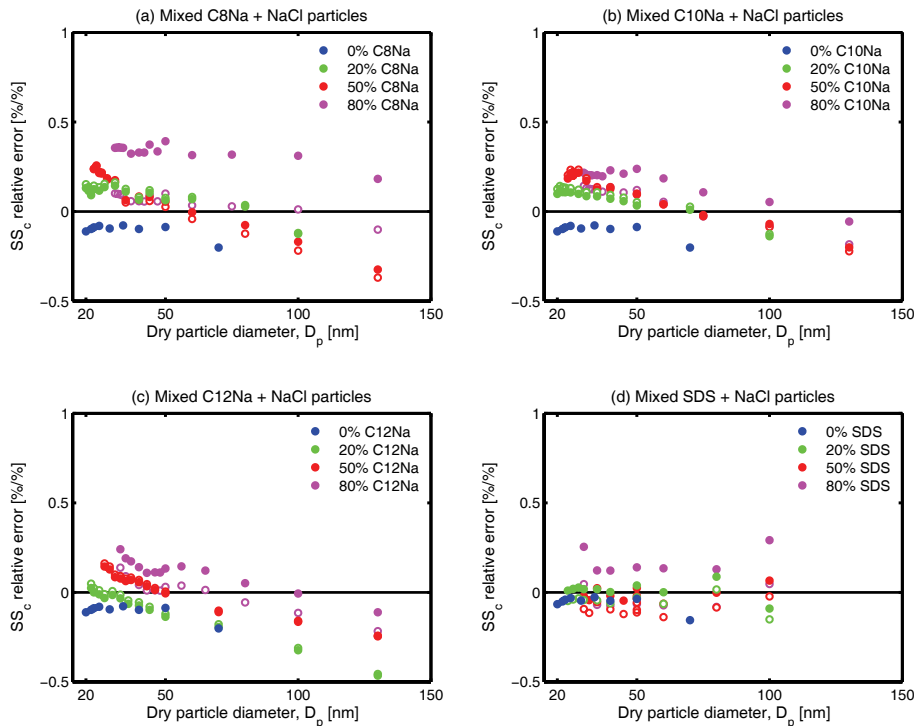 (a) Mixed C8Na + NaCl particles
1
0.5
0
−0.5
SSc relative error [%/%]
0% C8Na
20% C8Na
50% C8Na
80% C8Na
20 50 100 150
Dry particle diameter, Dp [nm]
(b) Mixed C10Na + NaCl particles
1
0.5
0
−0.5
SSc relative error [%/%]
0% C10Na
20% C10Na
50% C10Na
80% C10Na
20 50 100 150
Dry particle diameter, Dp [nm]
(c) Mixed C12Na + NaCl particles
1
0.5
0
−0.5
SSc relative error [%/%]
0% C12Na
20% C12Na
50% C12Na
80% C12Na
20 50 100 150
Dry particle diameter, Dp [nm]
(d) Mixed SDS + NaCl particles
1
0.5
0
−0.5
SSc relative error [%/%]
0% SDS
20% SDS
50% SDS
80% SDS
20 50 100 150
Dry particle diameter, Dp [nm]